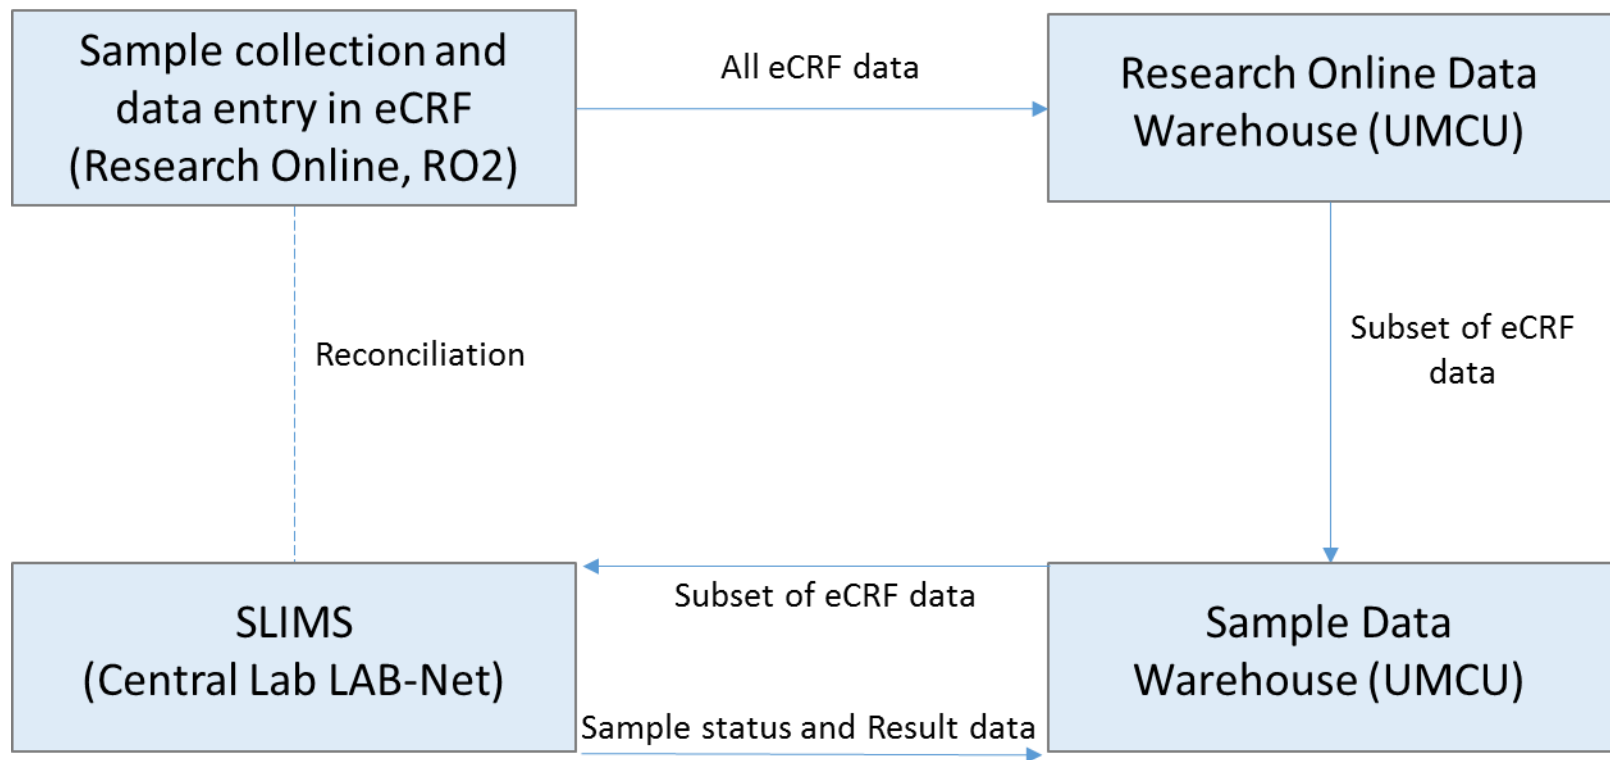 Sample collection and
data entry in eCRF
(Research Online, RO2)
All eCRF data
Research Online Data
Warehouse (UMCU)
Reconciliation
Subset of eCRF
data
Subset of eCRF data
SLIMS
(Central Lab LAB-Net)
Sample Data
Warehouse (UMCU)
Sample status and Result data